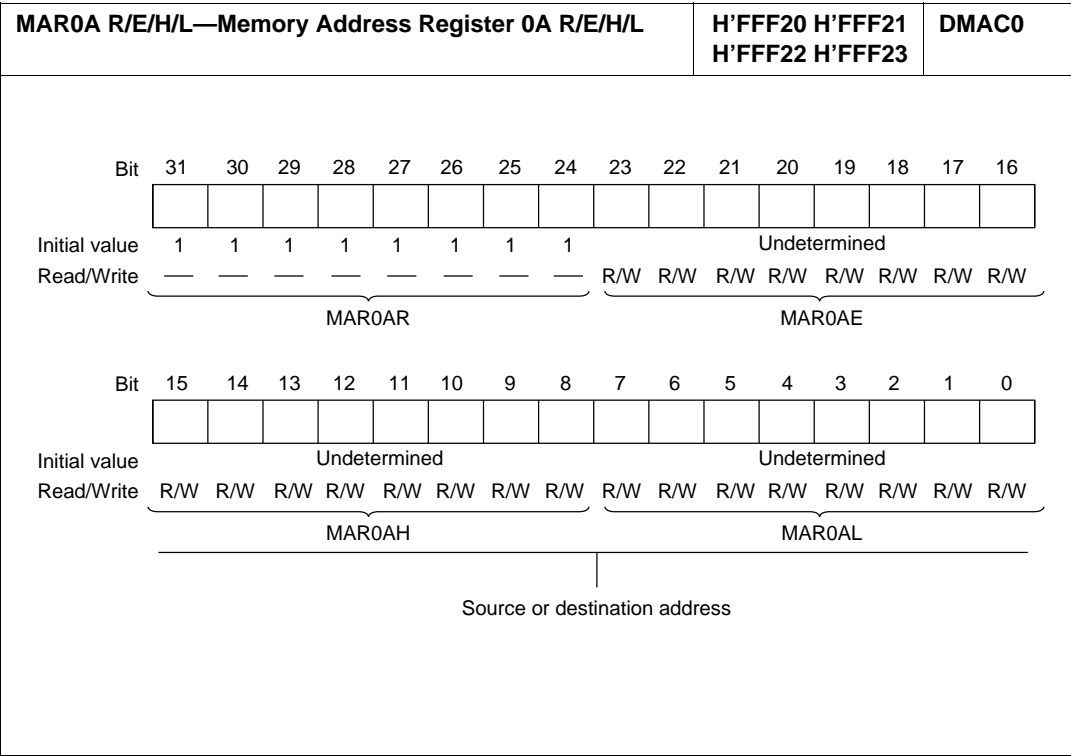 MAR0A R/E/H/L—Memory Address Register 0A R/E/H/L
H'FFF20 H'FFF21
H'FFF22 H'FFF23
DMAC0
Bit 31 30 29 28 27 26 25 24 23 22 21 20 19 18 17 16
Initial value 1 1 1 1 1 1 1 1 Undetermined
Read/Write — — — — — — — — R/W R/W R/W R/W R/W R/W R/W R/W
MAR0AR MAR0AE
Bit 15 14 13 12 11 10 9 8 7 6 5 4 3 2 1 0
Initial value Undetermined Undetermined
Read/Write R/W R/W R/W R/W R/W R/W R/W R/W R/W R/W R/W R/W R/W R/W R/W R/W
MAR0AH MAR0AL
Source or destination address